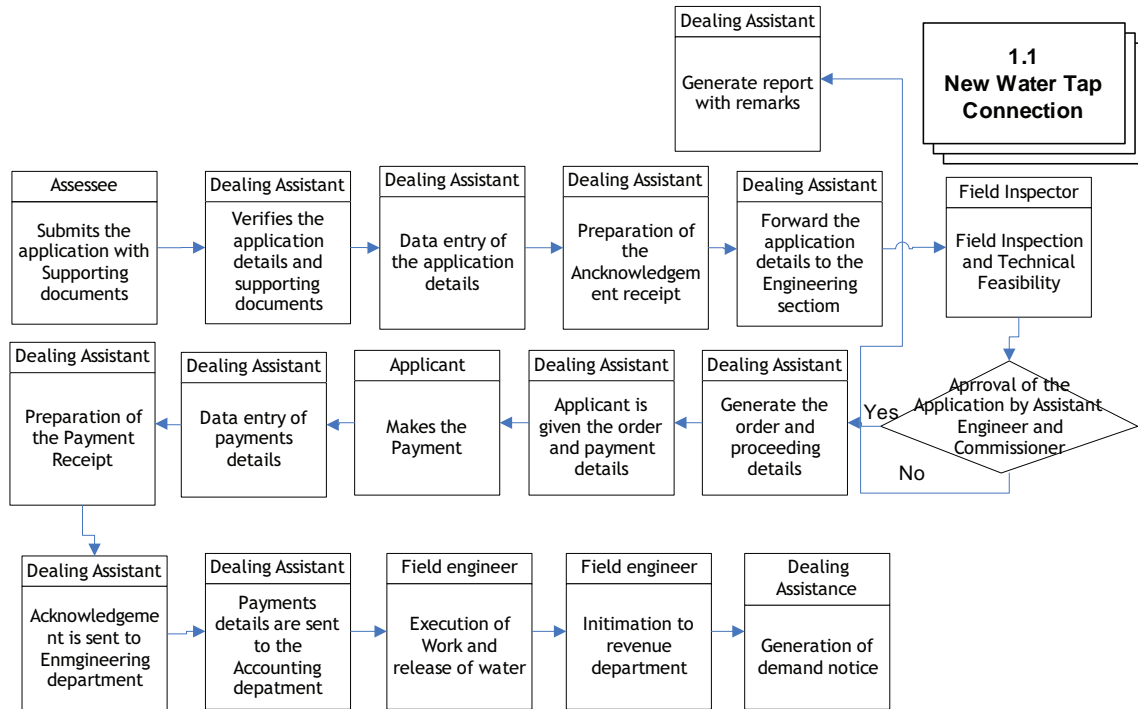 Dealing Assistant
Generate report
with remarks
1.1
New Water Tap
Connection
Assessee
Submits the
application with
Supporting
documents
Dealing Assistant
Verifies the
application
details and
supporting
documents
Dealing Assistant
Data entry of
the application
details
Dealing Assistant
Preparation of
the
Ancknowledgem
ent receipt
Dealing Assistant
Forward the
application
details to the
Engineering
sectiom
Field Inspector
Field Inspection
and Technical
Feasibility
Aprroval of the
Application by Assistant
Engineer and
Commissioner
Yes
No
Dealing Assistant
Generate the
order and
proceeding
details
Dealing Assistant
Applicant is
given the order
and payment
details
Applicant
Makes the
Payment
Dealing Assistant
Data entry of
payments
details
Dealing Assistant
Preparation of
the Payment
Receipt
Dealing Assistant
Acknowledgeme
nt is sent to
Enmgineering
department
Dealing Assistant
Payments
details are sent
to the
Accounting
depatment
Field engineer
Execution of
Work and
release of water
Field engineer
Initimation to
revenue
department
Dealing
Assistance
Generation of
demand notice